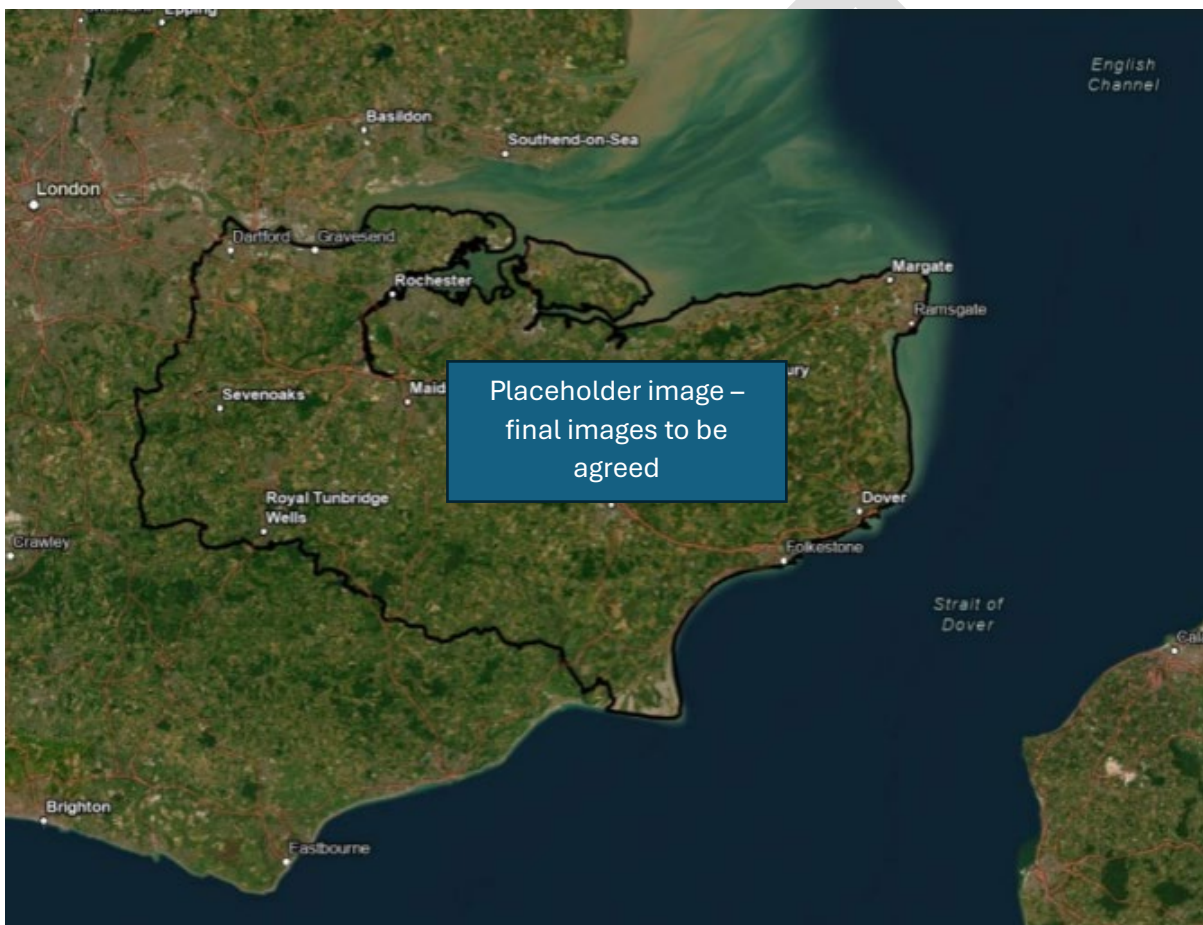 Epping
English
Channel
Basildon
Southend-on-Sea
London
Dartford
Gravesend
Margate
Rochester
Ramsgate
Placeholder image –
final images to be
agreed
Maid
ury
Sevenoaks
Royal Tunbridge
Wells
Dover
Crawley
Folkestone
Strait of
Dover
Cal
Brighton
Eastbourne